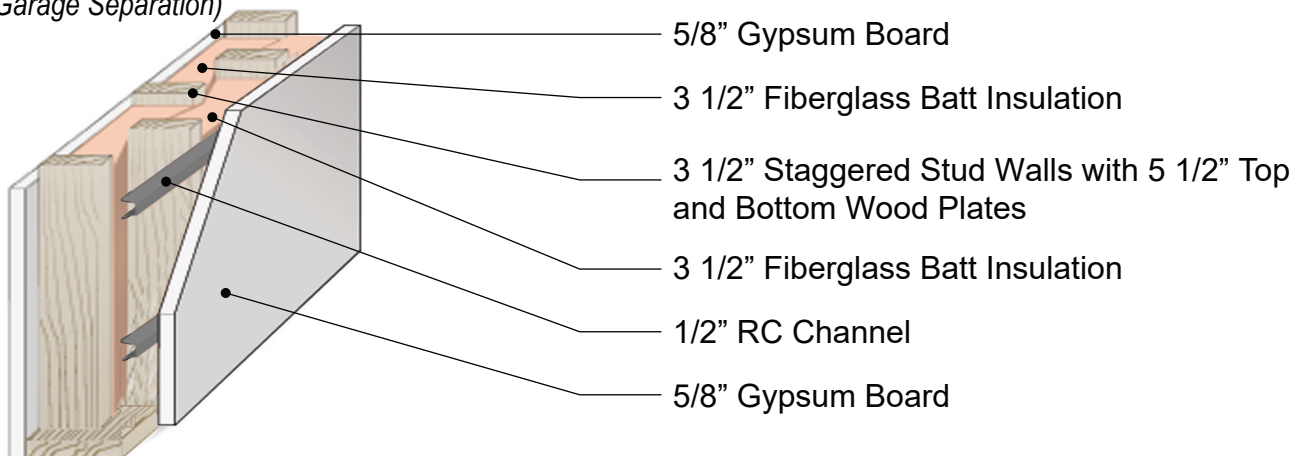 Garage Separation)
5/8” Gypsum Board
3 1/2” Fiberglass Batt Insulation
3 1/2” Staggered Stud Walls with 5 1/2” Top
and Bottom Wood Plates
3 1/2” Fiberglass Batt Insulation
1/2” RC Channel
5/8” Gypsum Board